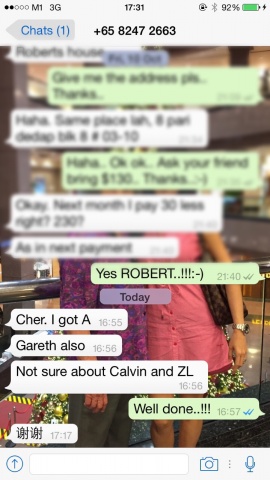 M1 3G 17:31 92%
Chats (1) +65 8247 2663
Roberts house..
Fri, 10 Oct
Give me the address pls..
Thanks..
Haha. Same place lah, 8 pari
dedap blk 8 # 03-10
Haha.. Ok ok.. Ask your friend
bring $130.. Thanks..:-)
Okay. Next month I pay 30 less
right? 230?
As in next payment
Yes ROBERT..!!!:-) 21:40
Today
Cher. I got A 16:55
Gareth also 16:56
Not sure about Calvin and ZL
16:56
Well done..!!! 16:57
谢谢 17:17